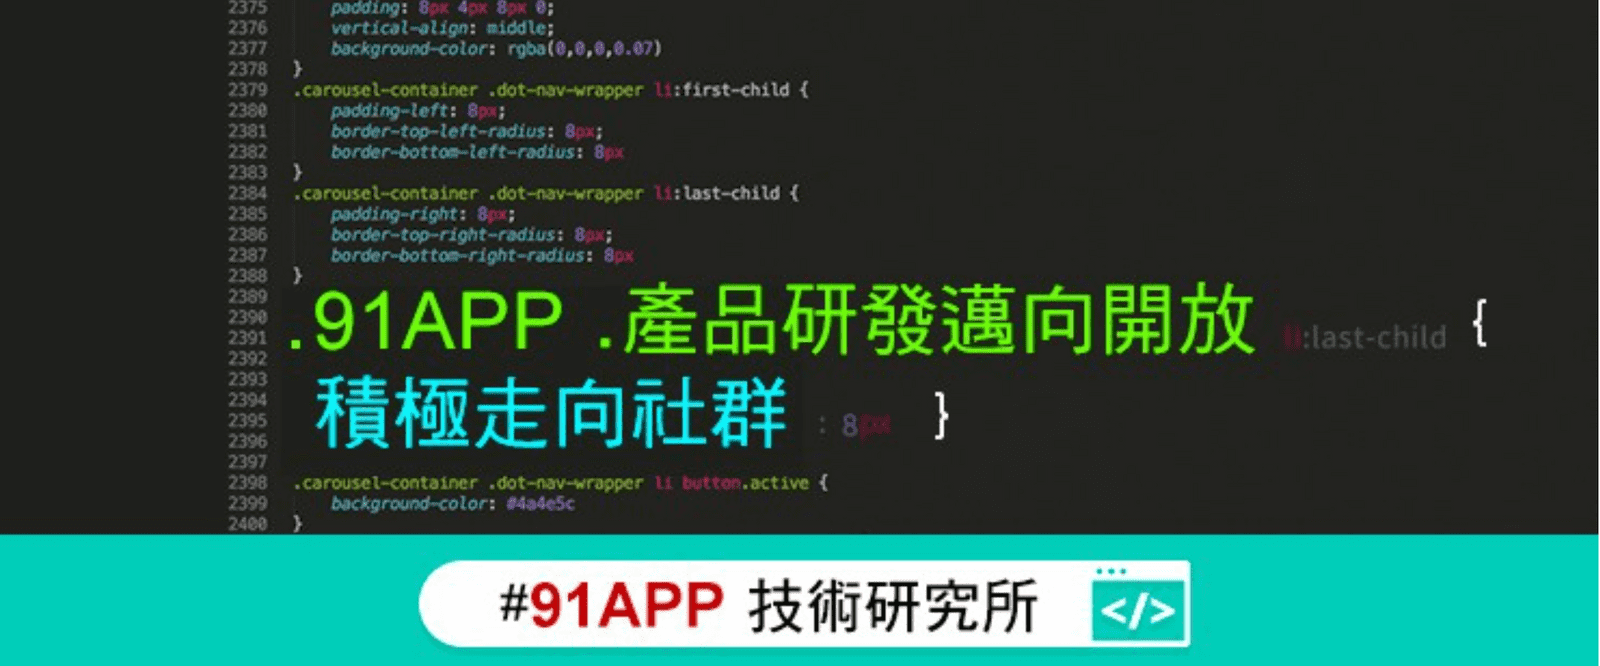 2375 padding: 8px 4px 8px 0;
2376 vertical-align: middle;
2377 background-color: rgba(0,0,0,0.07)
2378 }
2379 .carousel-container .dot-nav-wrapper li:first-child {
2380 padding-left: 8px;
2381 border-top-left-radius: 8px;
2382 border-bottom-left-radius: 8px
2383 }
2384 .carousel-container .dot-nav-wrapper li:last-child {
2385 padding-right: 8px;
2386 border-top-right-radius: 8px;
2387 border-bottom-right-radius: 8px
2388 }
2389
2390
2391 .91APP .產品研發邁向開放 li:last-child {
2392
2393
2394
2395 積極走向社群 : 8px }
2396
2397
2398 .carousel-container .dot-nav-wrapper li button.active {
2399 background-color: #4a4e5c
2400 }
#91APP 技術研究所 </>